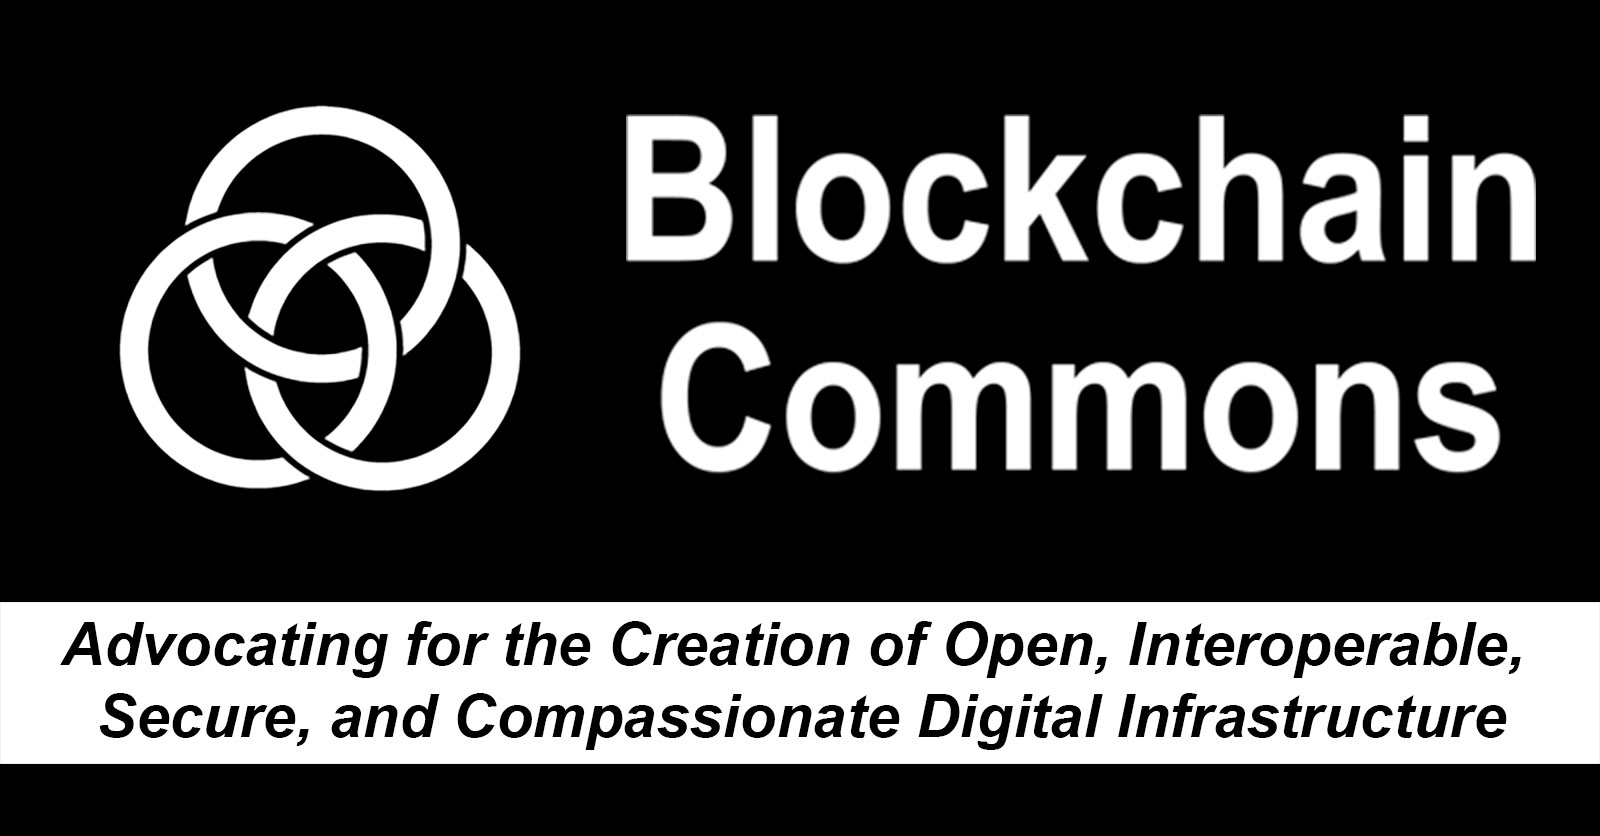 Blockchain
Commons
Advocating for the Creation of Open, Interoperable,
Secure, and Compassionate Digital Infrastructure